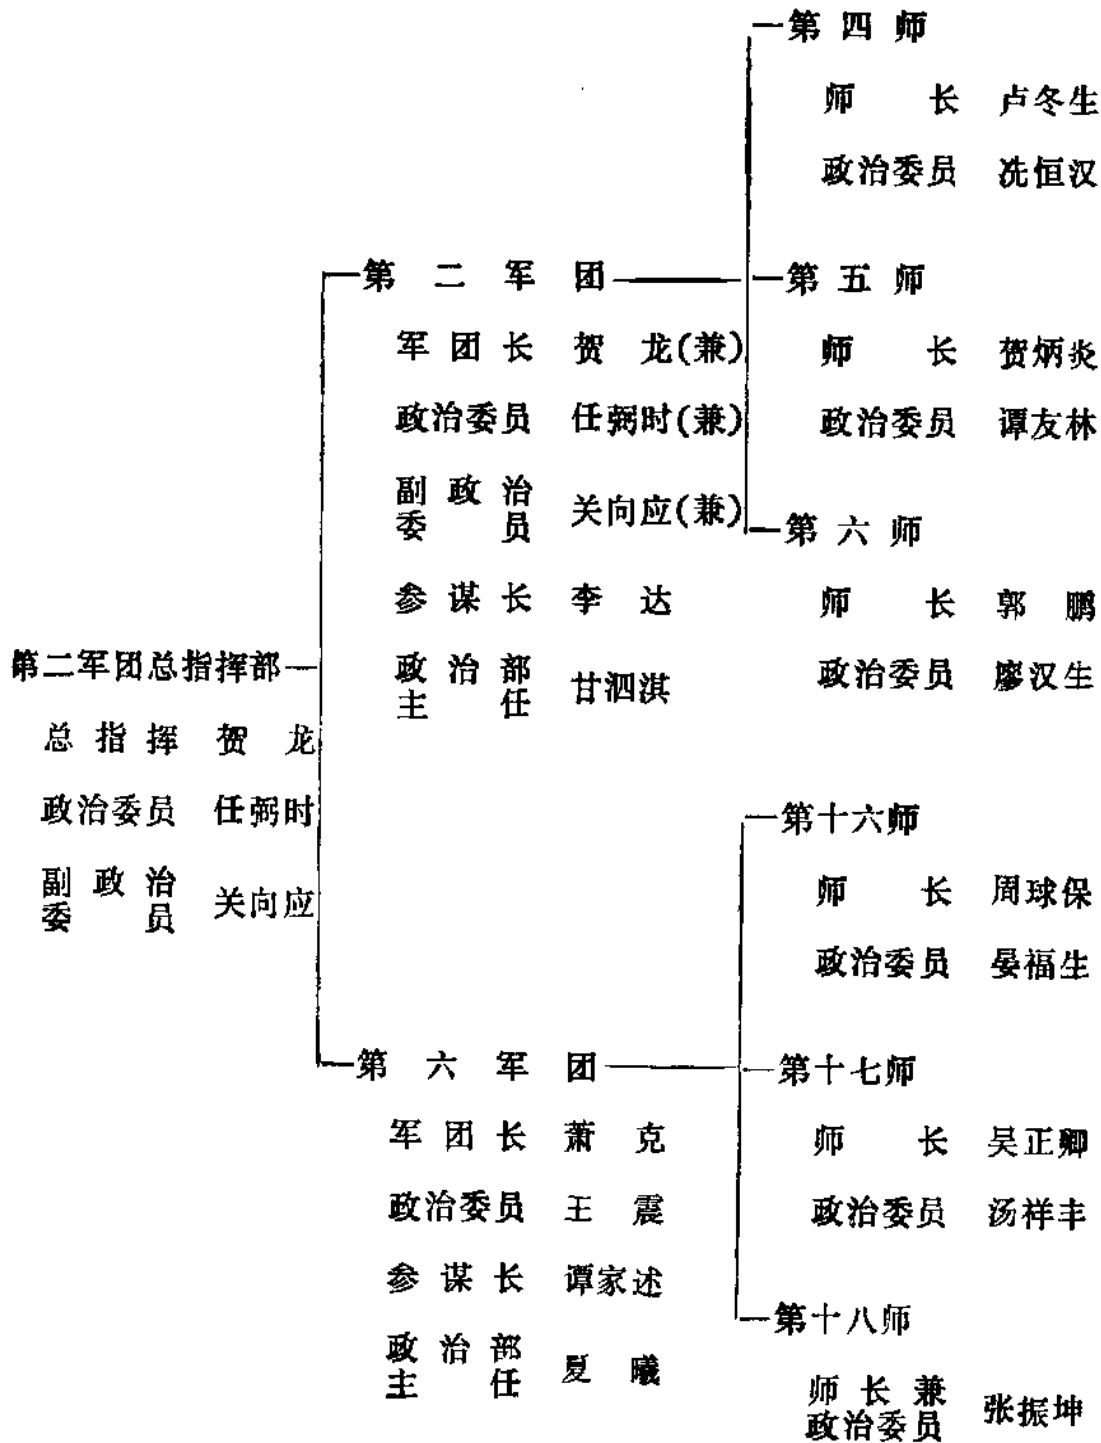 第二军团总指挥部
总指挥 贺龙
政治委员 任弼时
副政治委员 关向应
第二军团
军团长 贺龙(兼)
政治委员 任弼时(兼)
副政治委员 关向应(兼)
参谋长 李达
政治部主任 甘泗淇
第四师
师长 卢冬生
政治委员 冼恒汉
第五师
师长 贺炳炎
政治委员 谭友林
第六师
师长 郭鹏
政治委员 廖汉生
第六军团
军团长 萧克
政治委员 王震
参谋长 谭家述
政治部主任 夏曦
第十六师
师长 周球保
政治委员 晏福生
第十七师
师长 吴正卿
政治委员 汤祥丰
第十八师
师长兼政治委员 张振坤